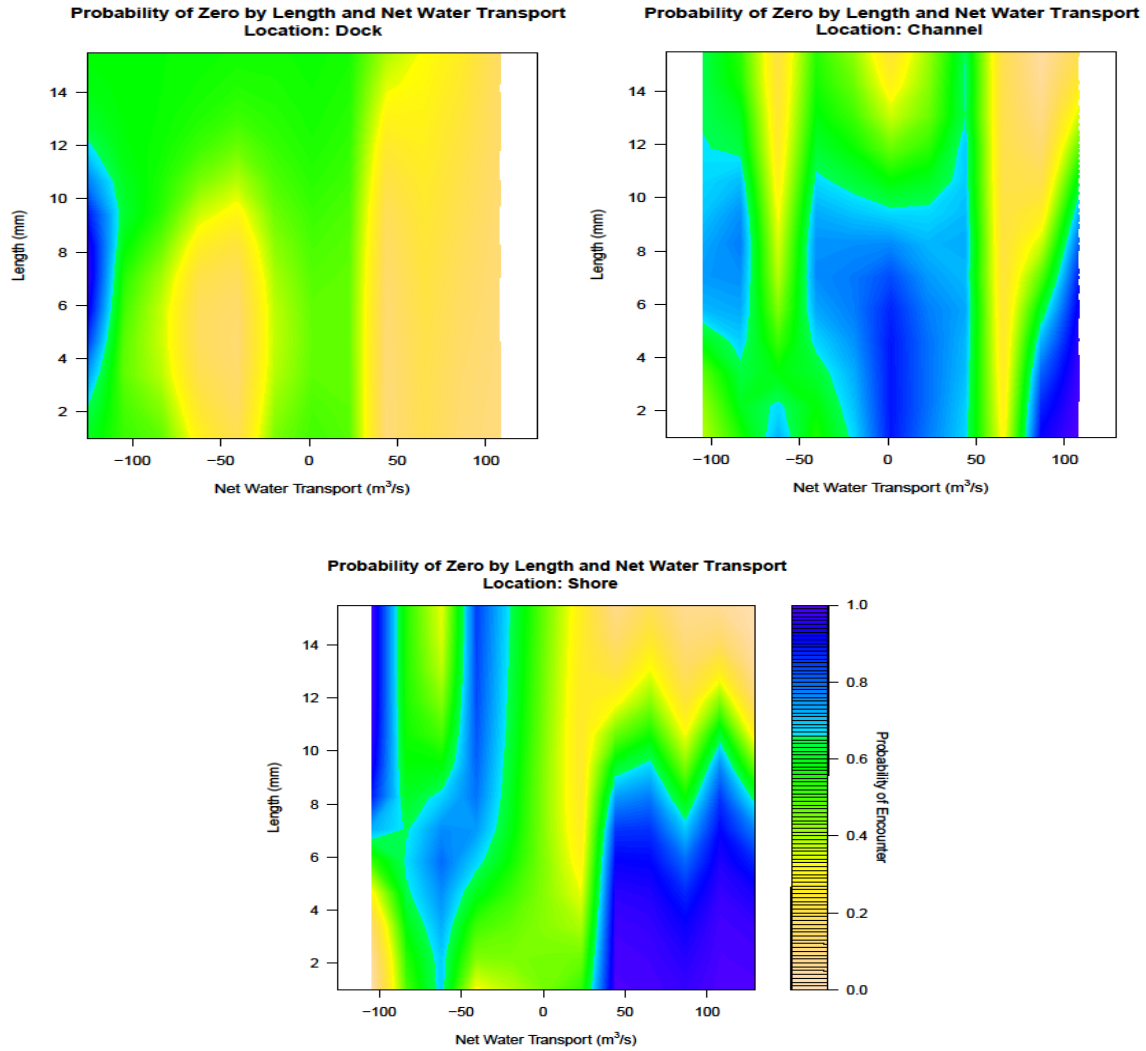 Probability of Zero by Length and Net Water Transport
Location: Dock
Length (mm)
14
12
10
8
6
4
2
−100 −50 0 50 100
Net Water Transport (m³/s)
Probability of Zero by Length and Net Water Transport
Location: Channel
Length (mm)
14
12
10
8
6
4
2
−100 −50 0 50 100
Net Water Transport (m³/s)
Probability of Zero by Length and Net Water Transport
Location: Shore
Length (mm)
14
12
10
8
6
4
2
−100 −50 0 50 100
Net Water Transport (m³/s)
1.0
0.8
0.6
0.4
0.2
0.0
Probability of Encounter